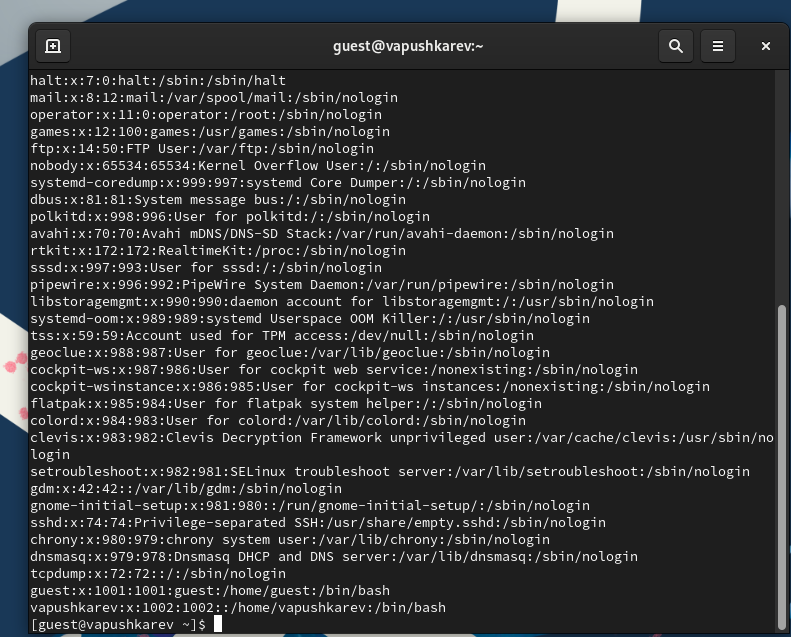 guest@vapushkarev:~
halt:x:7:0:halt:/sbin:/sbin/halt
mail:x:8:12:mail:/var/spool/mail:/sbin/nologin
operator:x:11:0:operator:/root:/sbin/nologin
games:x:12:100:games:/usr/games:/sbin/nologin
ftp:x:14:50:FTP User:/var/ftp:/sbin/nologin
nobody:x:65534:65534:Kernel Overflow User:/:/sbin/nologin
systemd-coredump:x:999:997:systemd Core Dumper:/:/sbin/nologin
dbus:x:81:81:System message bus:/:/sbin/nologin
polkitd:x:998:996:User for polkitd:/:/sbin/nologin
avahi:x:70:70:Avahi mDNS/DNS-SD Stack:/var/run/avahi-daemon:/sbin/nologin
rtkit:x:172:172:RealtimeKit:/proc:/sbin/nologin
sssd:x:997:993:User for sssd:/:/sbin/nologin
pipewire:x:996:992:PipeWire System Daemon:/var/run/pipewire:/sbin/nologin
libstoragemgmt:x:990:990:daemon account for libstoragemgmt:/:/usr/sbin/nologin
systemd-oom:x:989:989:systemd Userspace OOM Killer:/:/usr/sbin/nologin
tss:x:59:59:Account used for TPM access:/dev/null:/sbin/nologin
geoclue:x:988:987:User for geoclue:/var/lib/geoclue:/sbin/nologin
cockpit-ws:x:987:986:User for cockpit web service:/nonexisting:/sbin/nologin
cockpit-wsinstance:x:986:985:User for cockpit-ws instances:/nonexisting:/sbin/nologin
flatpak:x:985:984:User for flatpak system helper:/:/sbin/nologin
colord:x:984:983:User for colord:/var/lib/colord:/sbin/nologin
clevis:x:983:982:Clevis Decryption Framework unprivileged user:/var/cache/clevis:/usr/sbin/no
login
setroubleshoot:x:982:981:SELinux troubleshoot server:/var/lib/setroubleshoot:/sbin/nologin
gdm:x:42:42::/var/lib/gdm:/sbin/nologin
gnome-initial-setup:x:981:980::/run/gnome-initial-setup/:/sbin/nologin
sshd:x:74:74:Privilege-separated SSH:/usr/share/empty.sshd:/sbin/nologin
chrony:x:980:979:chrony system user:/var/lib/chrony:/sbin/nologin
dnsmasq:x:979:978:Dnsmasq DHCP and DNS server:/var/lib/dnsmasq:/sbin/nologin
tcpdump:x:72:72::/:/sbin/nologin
guest:x:1001:1001:guest:/home/guest:/bin/bash
vapushkarev:x:1002:1002::/home/vapushkarev:/bin/bash
[guest@vapushkarev ~]$